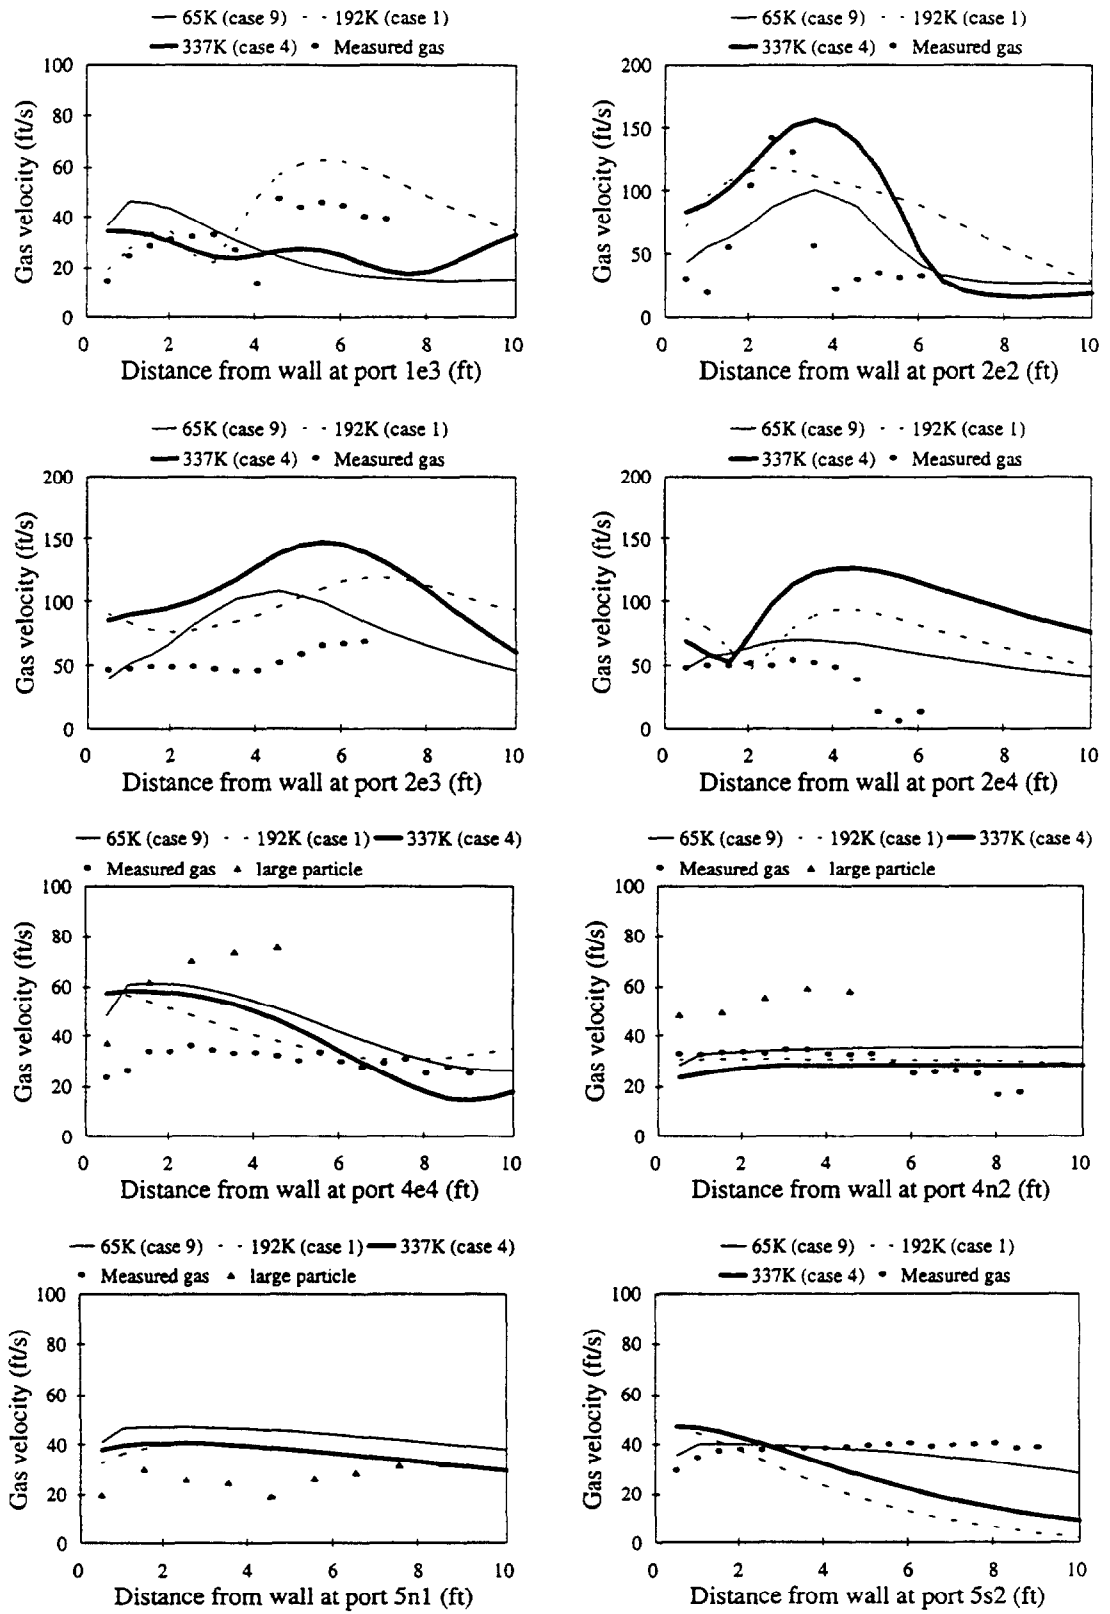 65K (case 9) 192K (case 1)
337K (case 4) Measured gas
100
80
60
40
20
0
Gas velocity (ft/s)
0 2 4 6 8 10
Distance from wall at port 1e3 (ft)
65K (case 9) 192K (case 1)
337K (case 4) Measured gas
200
150
100
50
0
Gas velocity (ft/s)
0 2 4 6 8 10
Distance from wall at port 2e2 (ft)
65K (case 9) 192K (case 1)
337K (case 4) Measured gas
200
150
100
50
0
Gas velocity (ft/s)
0 2 4 6 8 10
Distance from wall at port 2e3 (ft)
65K (case 9) 192K (case 1)
337K (case 4) Measured gas
200
150
100
50
0
Gas velocity (ft/s)
0 2 4 6 8 10
Distance from wall at port 2e4 (ft)
65K (case 9) 192K (case 1) 337K (case 4)
Measured gas large particle
100
80
60
40
20
0
Gas velocity (ft/s)
0 2 4 6 8 10
Distance from wall at port 4e4 (ft)
65K (case 9) 192K (case 1) 337K (case 4)
Measured gas large particle
100
80
60
40
20
0
Gas velocity (ft/s)
0 2 4 6 8 10
Distance from wall at port 4n2 (ft)
65K (case 9) 192K (case 1) 337K (case 4)
Measured gas large particle
100
80
60
40
20
0
Gas velocity (ft/s)
0 2 4 6 8 10
Distance from wall at port 5n1 (ft)
65K (case 9) 192K (case 1)
337K (case 4) Measured gas
100
80
60
40
20
0
Gas velocity (ft/s)
0 2 4 6 8 10
Distance from wall at port 5s2 (ft)